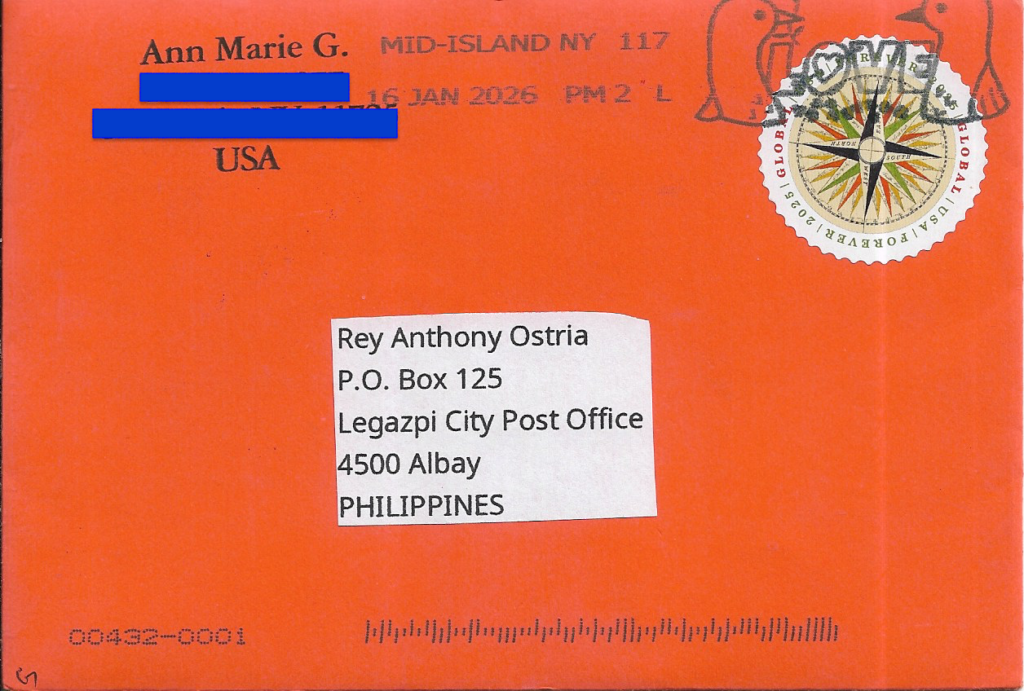 Ann Marie G.
USA
MID-ISLAND NY 117
16 JAN 2026 PM 2 L
LOVE
GLOBAL | USA | FOREVER | 2025 |
Rey Anthony Ostria
P.O. Box 125
Legazpi City Post Office
4500 Albay
PHILIPPINES
00432-0001